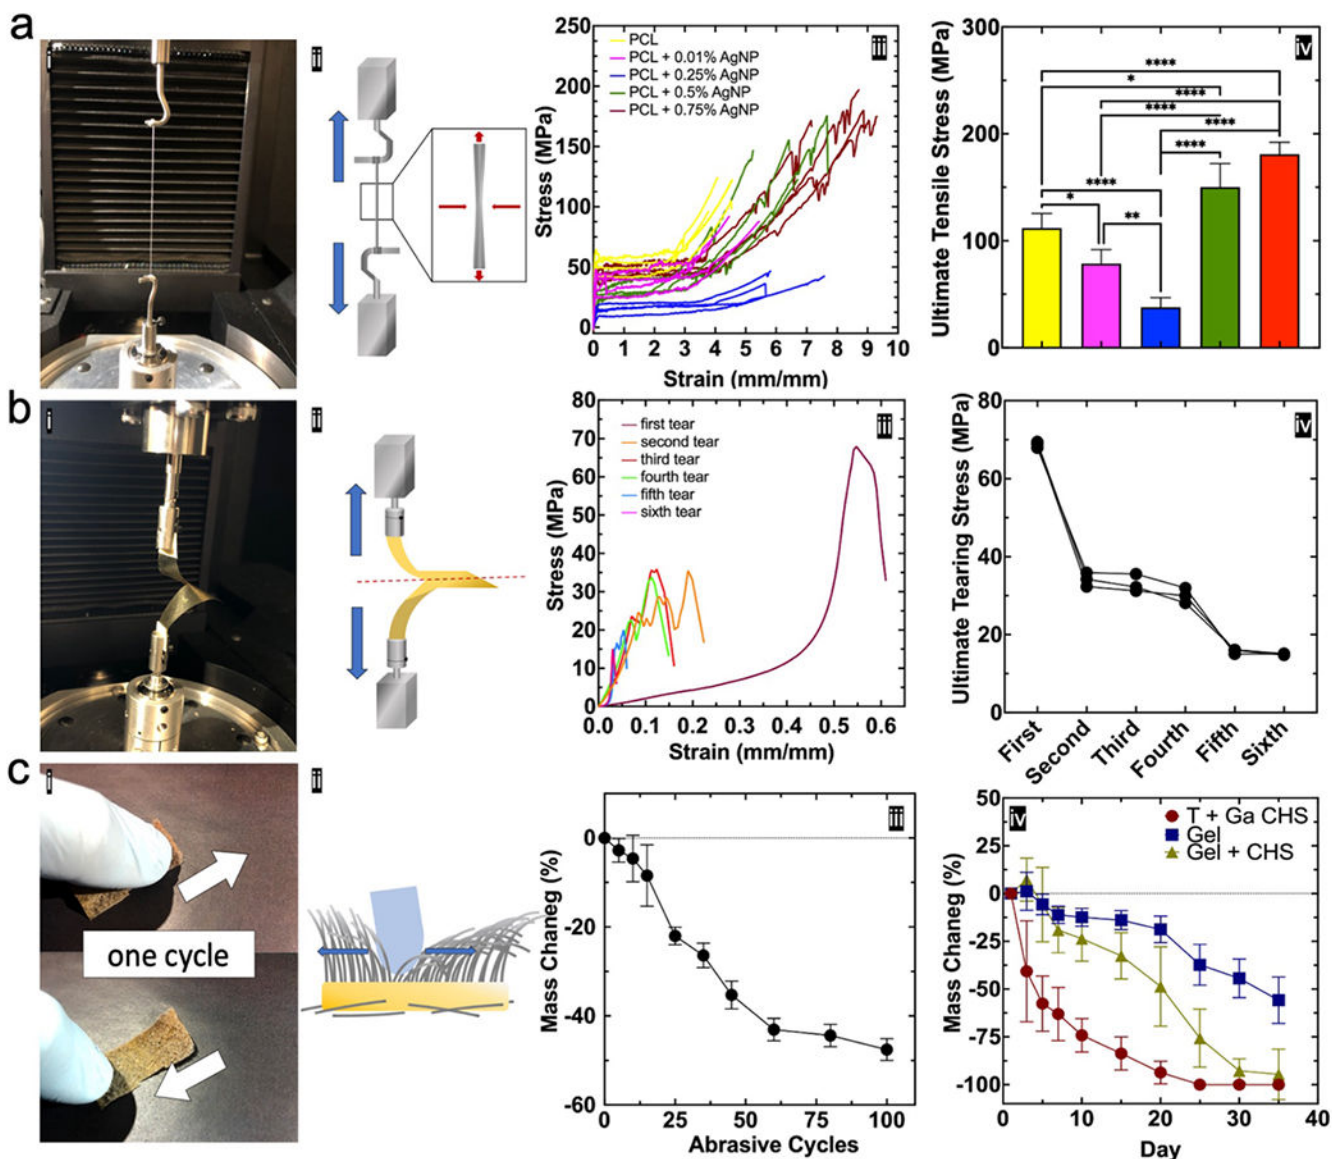 a
i
ii
iii
250
200
150
100
50
0
Stress (MPa)
PCL
PCL + 0.01% AgNP
PCL + 0.25% AgNP
PCL + 0.5% AgNP
PCL + 0.75% AgNP
0 1 2 3 4 5 6 7 8 9 10
Strain (mm/mm)
iv
300
200
100
0
Ultimate Tensile Stress (MPa)
****
*
****
****
****
****
****
*
**
b
i
ii
iii
80
70
60
50
40
30
20
10
0
Stress (MPa)
first tear
second tear
third tear
fourth tear
fifth tear
sixth tear
0.0 0.1 0.2 0.3 0.4 0.5 0.6
Strain (mm/mm)
iv
80
60
40
20
0
Ultimate Tearing Stress (MPa)
First
Second
Third
Fourth
Fifth
Sixth
c
i
one cycle
ii
iii
0
-20
-40
-60
Mass Chaneg (%)
0 25 50 75 100
Abrasive Cycles
iv
50
25
0
-25
-50
-75
-100
Mass Chaneg (%)
T + Ga CHS
Gel
Gel + CHS
0 10 20 30 40
Day